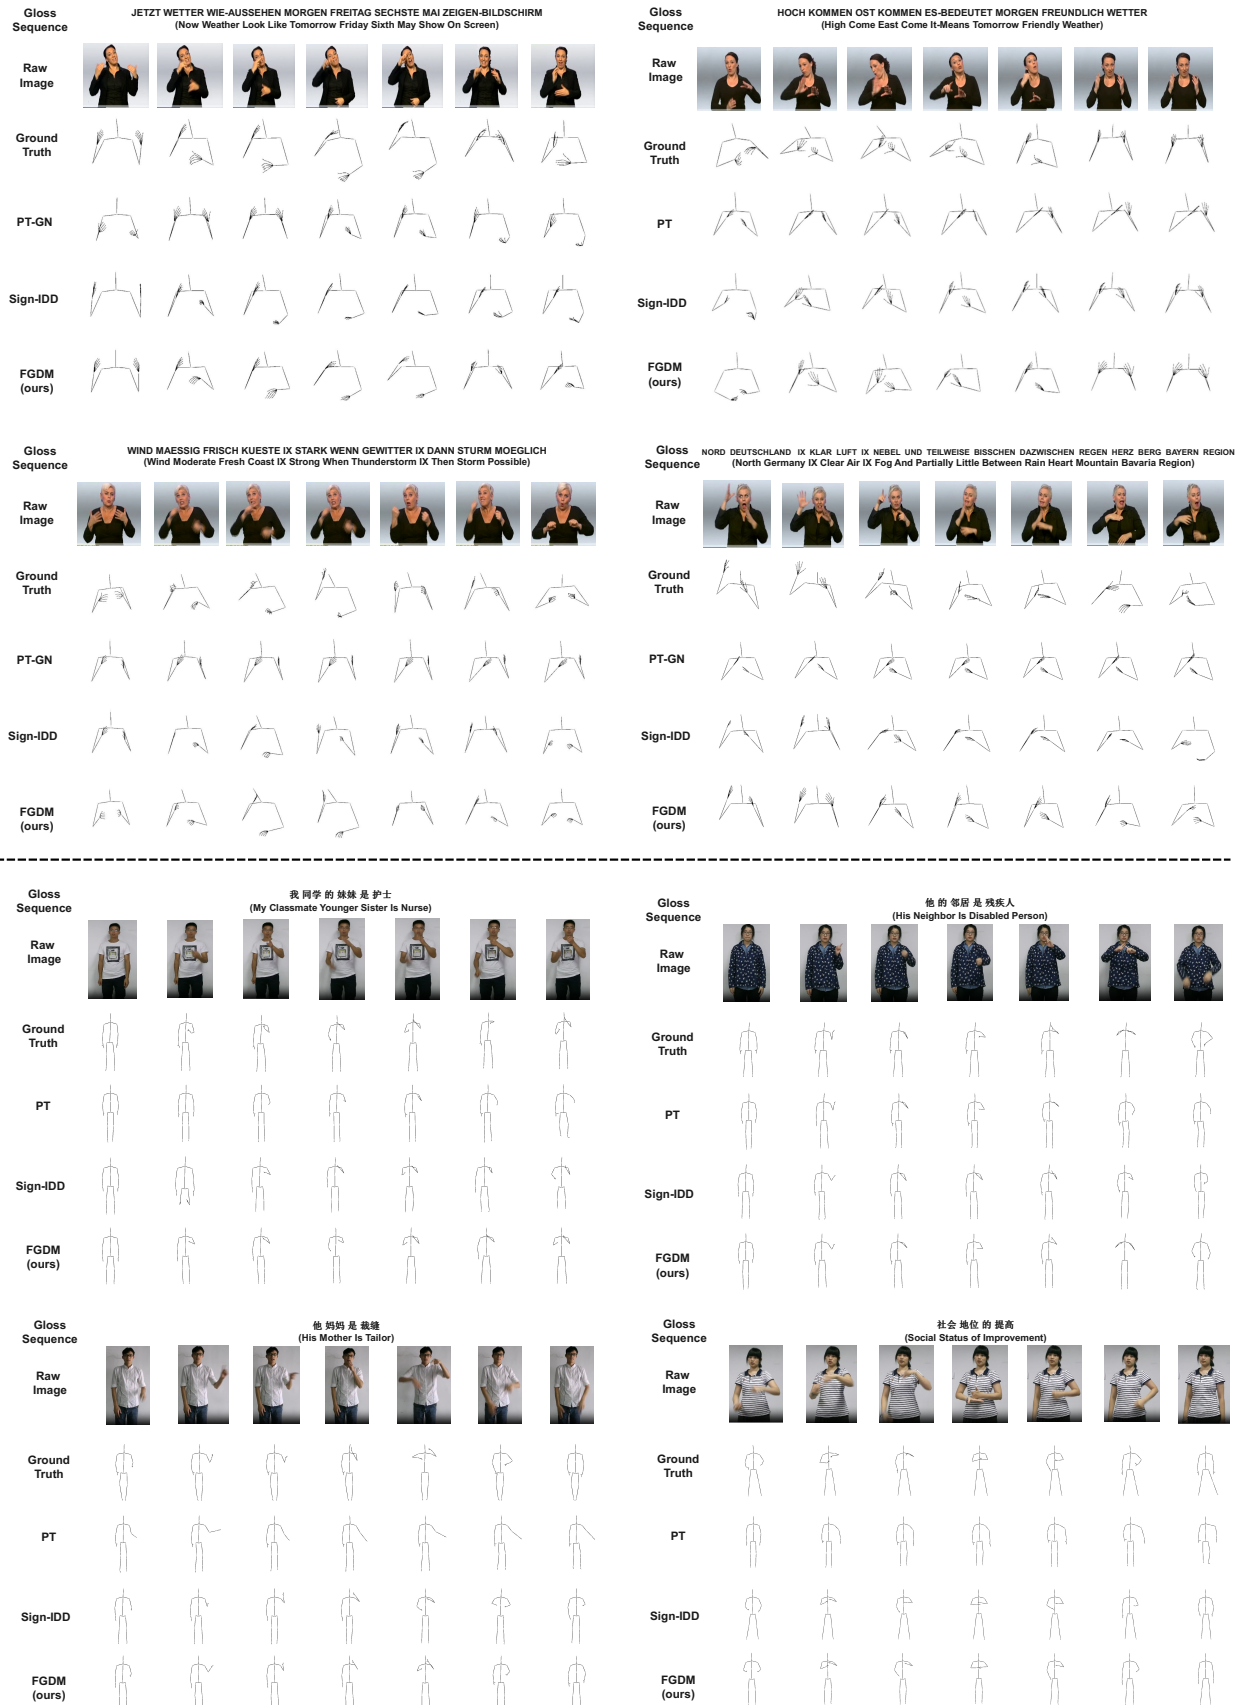 Gloss
Sequence
JETZT WETTER WIE-AUSSEHEN MORGEN FREITAG SECHSTE MAI ZEIGEN-BILDSCHIRM
(Now Weather Look Like Tomorrow Friday Sixth May Show On Screen)
Raw
Image
Ground
Truth
PT-GN
Sign-IDD
FGDM
(ours)
Gloss
Sequence
HOCH KOMMEN OST KOMMEN ES-BEDEUTET MORGEN FREUNDLICH WETTER
(High Come East Come It-Means Tomorrow Friendly Weather)
Raw
Image
Ground
Truth
PT
Sign-IDD
FGDM
(ours)
Gloss
Sequence
WIND MAESSIG FRISCH KUESTE IX STARK WENN GEWITTER IX DANN STURM MOEGLICH
(Wind Moderate Fresh Coast IX Strong When Thunderstorm IX Then Storm Possible)
Raw
Image
Ground
Truth
PT-GN
Sign-IDD
FGDM
(ours)
Gloss
Sequence
NORD DEUTSCHLAND IX KLAR LUFT IX NEBEL UND TEILWEISE BISSCHEN DAZWISCHEN REGEN HERZ BERG BAYERN REGION
(North Germany IX Clear Air IX Fog And Partially Little Between Rain Heart Mountain Bavaria Region)
Raw
Image
Ground
Truth
PT-GN
Sign-IDD
FGDM
(ours)
Gloss
Sequence
我 同学 的 妹妹 是 护士
(My Classmate Younger Sister Is Nurse)
Raw
Image
Ground
Truth
PT
Sign-IDD
FGDM
(ours)
Gloss
Sequence
他 的 邻居 是 残疾人
(His Neighbor Is Disabled Person)
Raw
Image
Ground
Truth
PT
Sign-IDD
FGDM
(ours)
Gloss
Sequence
他 妈妈 是 裁缝
(His Mother Is Tailor)
Raw
Image
Ground
Truth
PT
Sign-IDD
FGDM
(ours)
Gloss
Sequence
社会 地位 的 提高
(Social Status of Improvement)
Raw
Image
Ground
Truth
PT
Sign-IDD
FGDM
(ours)